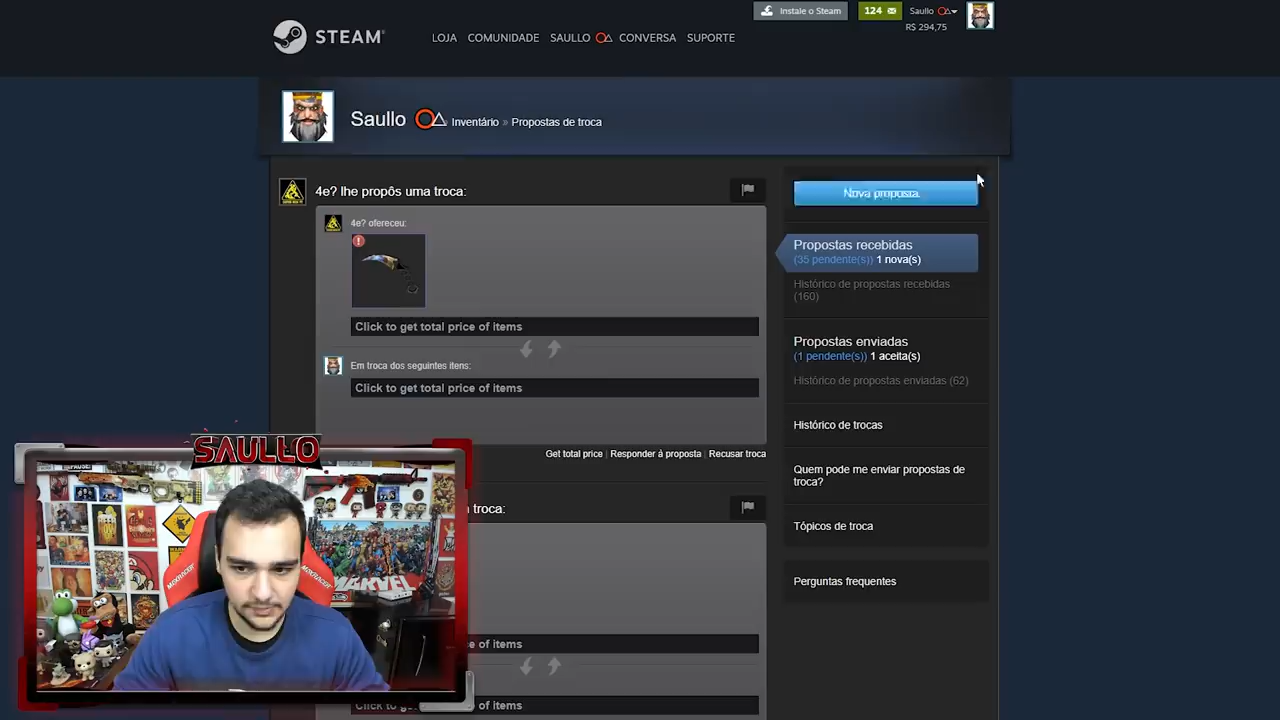 Instale o Steam
124
Saullo
R$ 294,75
STEAM
LOJA COMUNIDADE SAULLO CONVERSA SUPORTE
Saullo Inventário » Propostas de troca
4e? lhe propôs uma troca:
4e? ofereceu:
Click to get total price of items
Em troca dos seguintes itens:
Click to get total price of items
Get total price | Responder à proposta | Recusar troca
Nova proposta.
Propostas recebidas
(35 pendente(s)) 1 nova(s)
Histórico de propostas recebidas
(160)
Propostas enviadas
(1 pendente(s)) 1 aceita(s)
Histórico de propostas enviadas (62)
Histórico de trocas
Quem pode me enviar propostas de
troca?
Tópicos de troca
Perguntas frequentes
troca:
ce of items
Click to get of items
SAULLO
MARVEL
MAXRACER